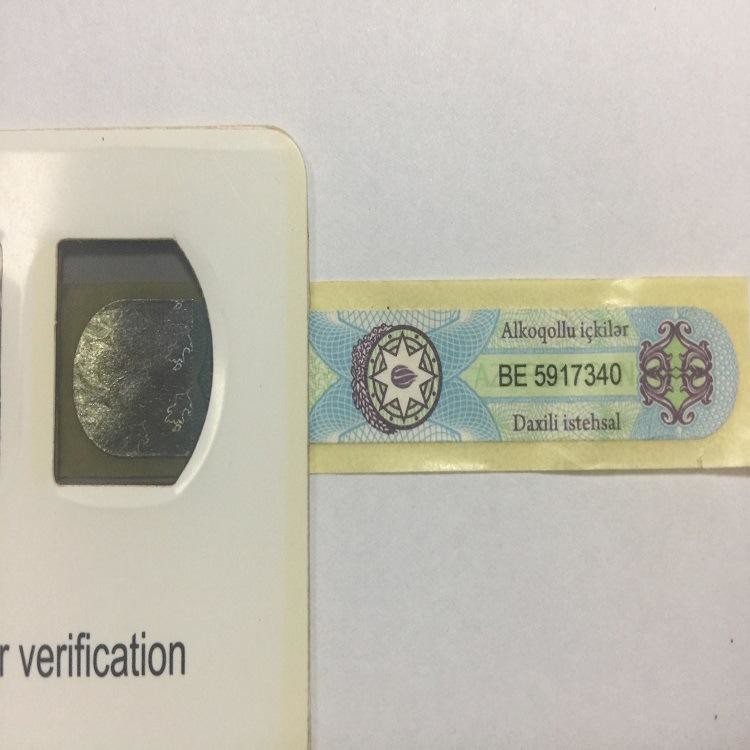 Alkoqollu içkilər
BE 5917340
Daxili istehsal
verification